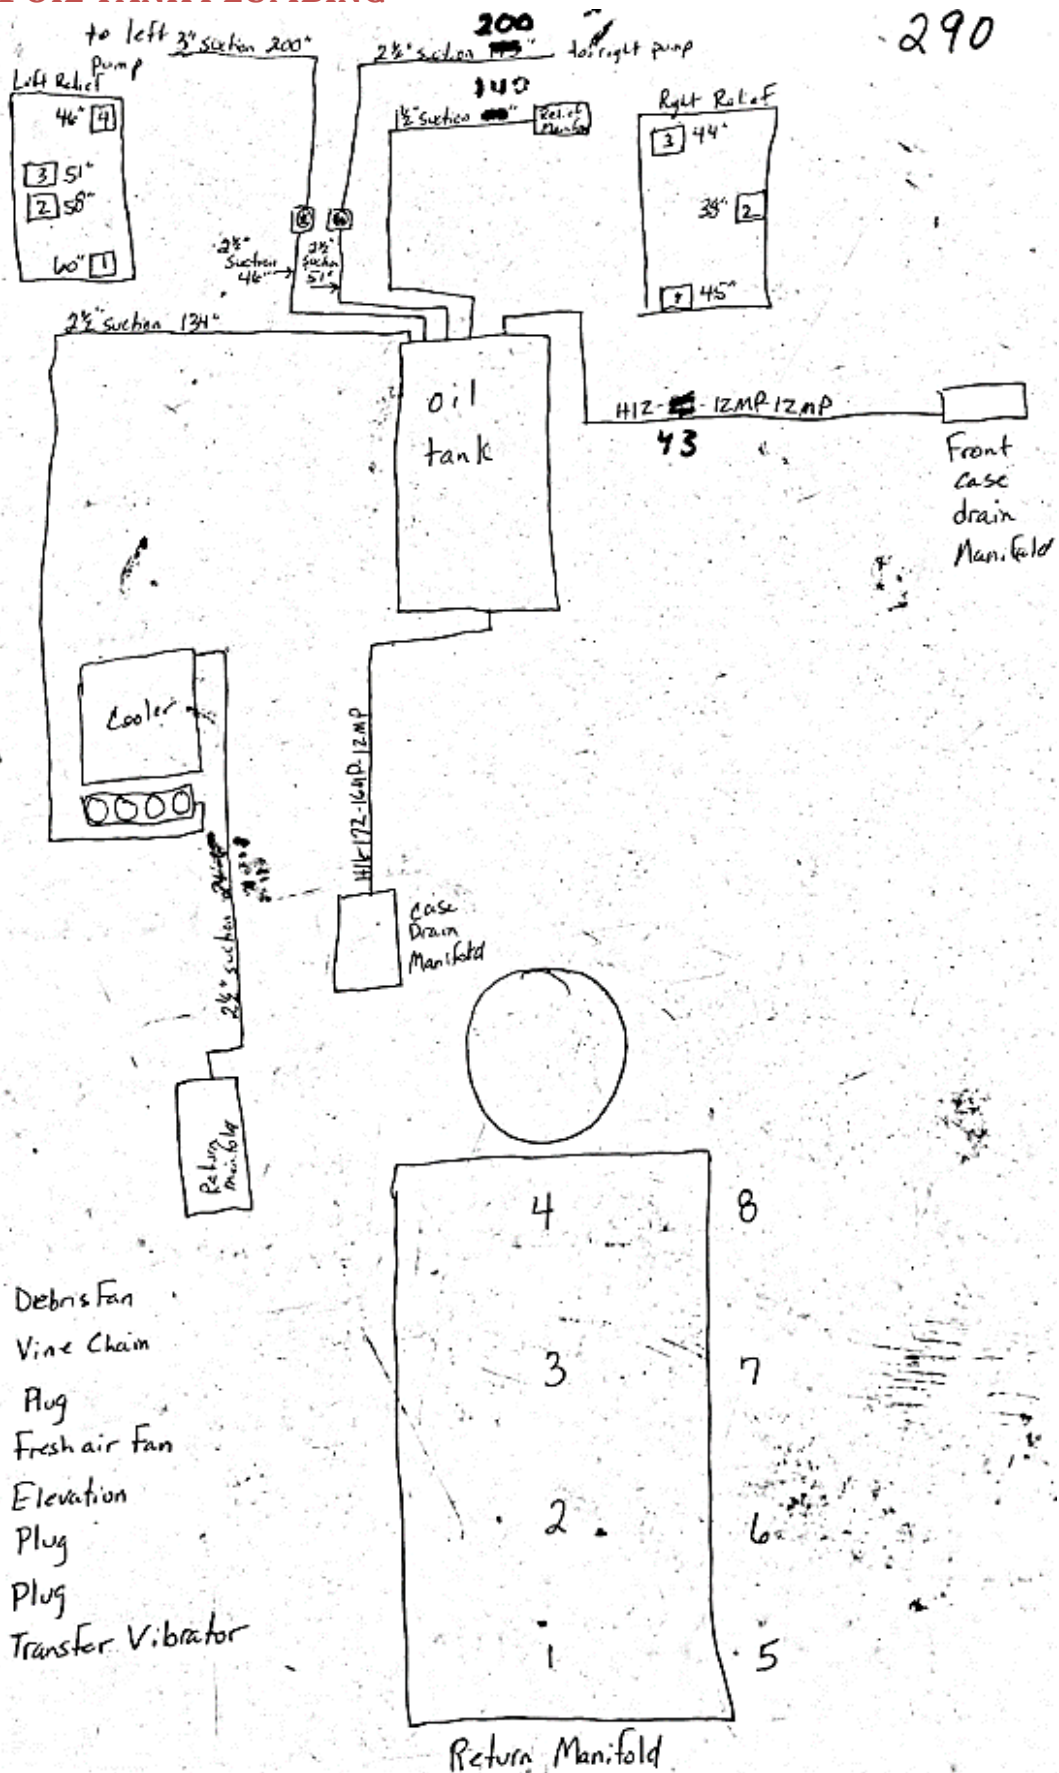 OIL TANK PLUMBING
290
to left
pump
3" suction 200"
200
2½" suction
to right pump
140
1½" suction
Relief
Manifold
Left Relief
46" 4
3 51"
2 58"
60" 1
Right Relief
3 44"
38" 2
45"
2½"
Suction
46"
2½"
Suction
51"
2½" suction 134"
oil
tank
H12- -12MP-12MP
43
Front
Case
drain
Manifold
Cooler
H16-172-16MP-12MP
2½" suction
Case
Drain
Manifold
Return
Manifold
4 8
3 7
2 6
1 5
Return Manifold
Debris Fan
Vine Chain
Plug
Fresh air Fan
Elevation
Plug
Plug
Transfer Vibrator